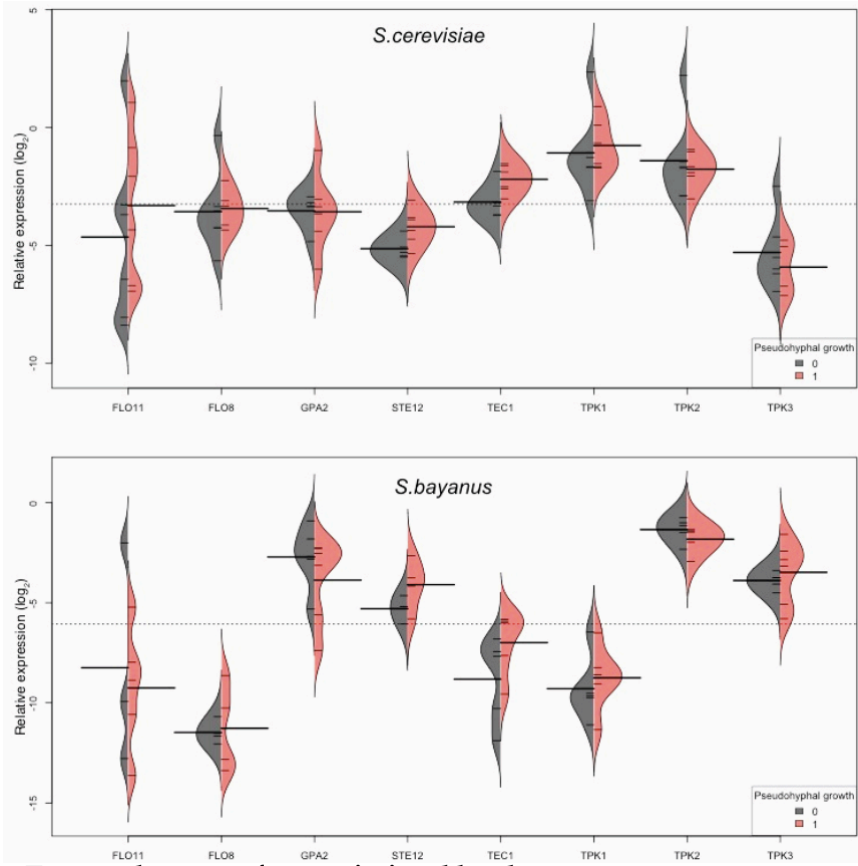 S.cerevisiae
Relative expression (log2)
5
0
-5
-10
Pseudohyphal growth
0
1
FLO11 FLO8 GPA2 STE12 TEC1 TPK1 TPK2 TPK3
S.bayanus
Relative expression (log2)
0
-5
-10
-15
Pseudohyphal growth
0
1
FLO11 FLO8 GPA2 STE12 TEC1 TPK1 TPK2 TPK3